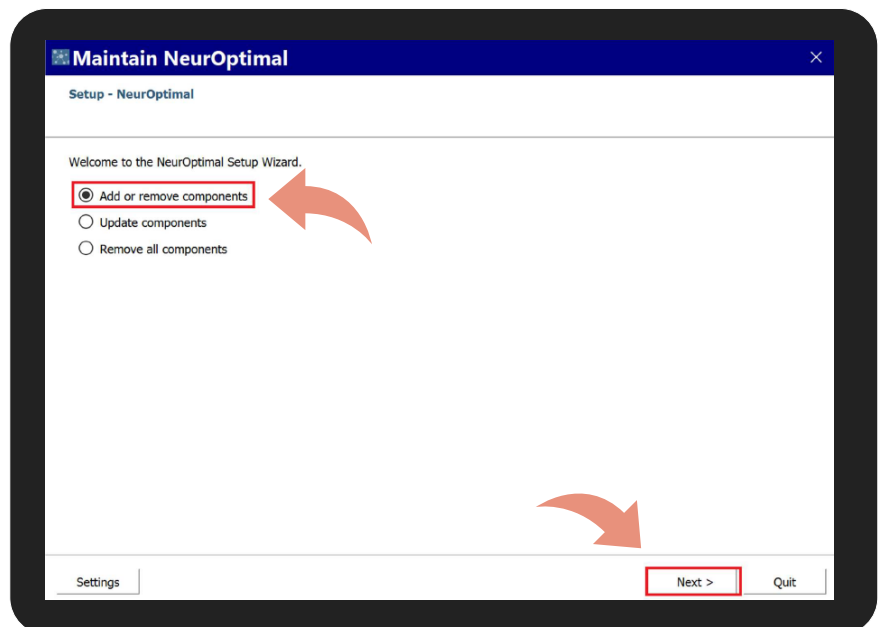 Maintain NeurOptimal
Setup - NeurOptimal
Welcome to the NeurOptimal Setup Wizard.
Add or remove components
Update components
Remove all components
Settings
Next >
Quit